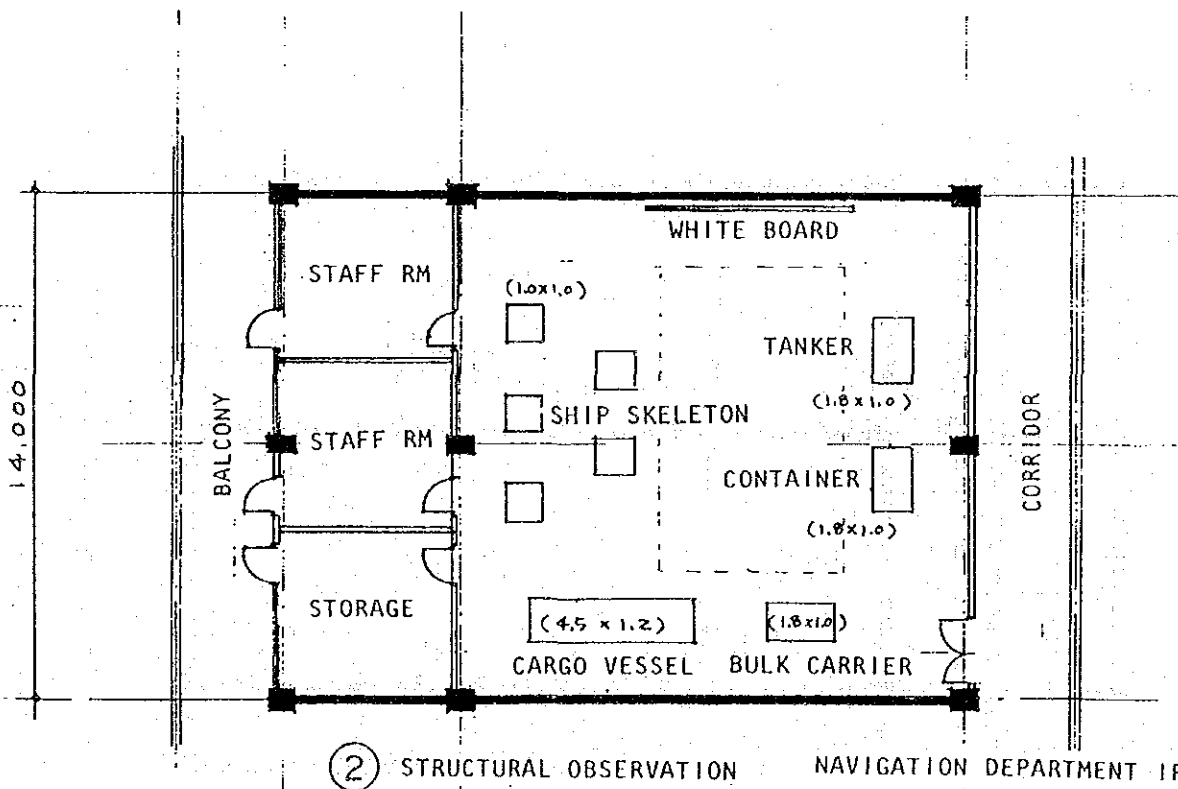 WHITE BOARD
STAFF RM
(1.0x1.0)
TANKER
(1.8x1.0)
14,000
BALCONY
STAFF RM
SHIP SKELETON
CORRIDOR
CONTAINER
(1.8x1.0)
STORAGE
(4.5 x 1.2)
(1.8x1.0)
CARGO VESSEL
BULK CARRIER
2 STRUCTURAL OBSERVATION NAVIGATION DEPARTMENT